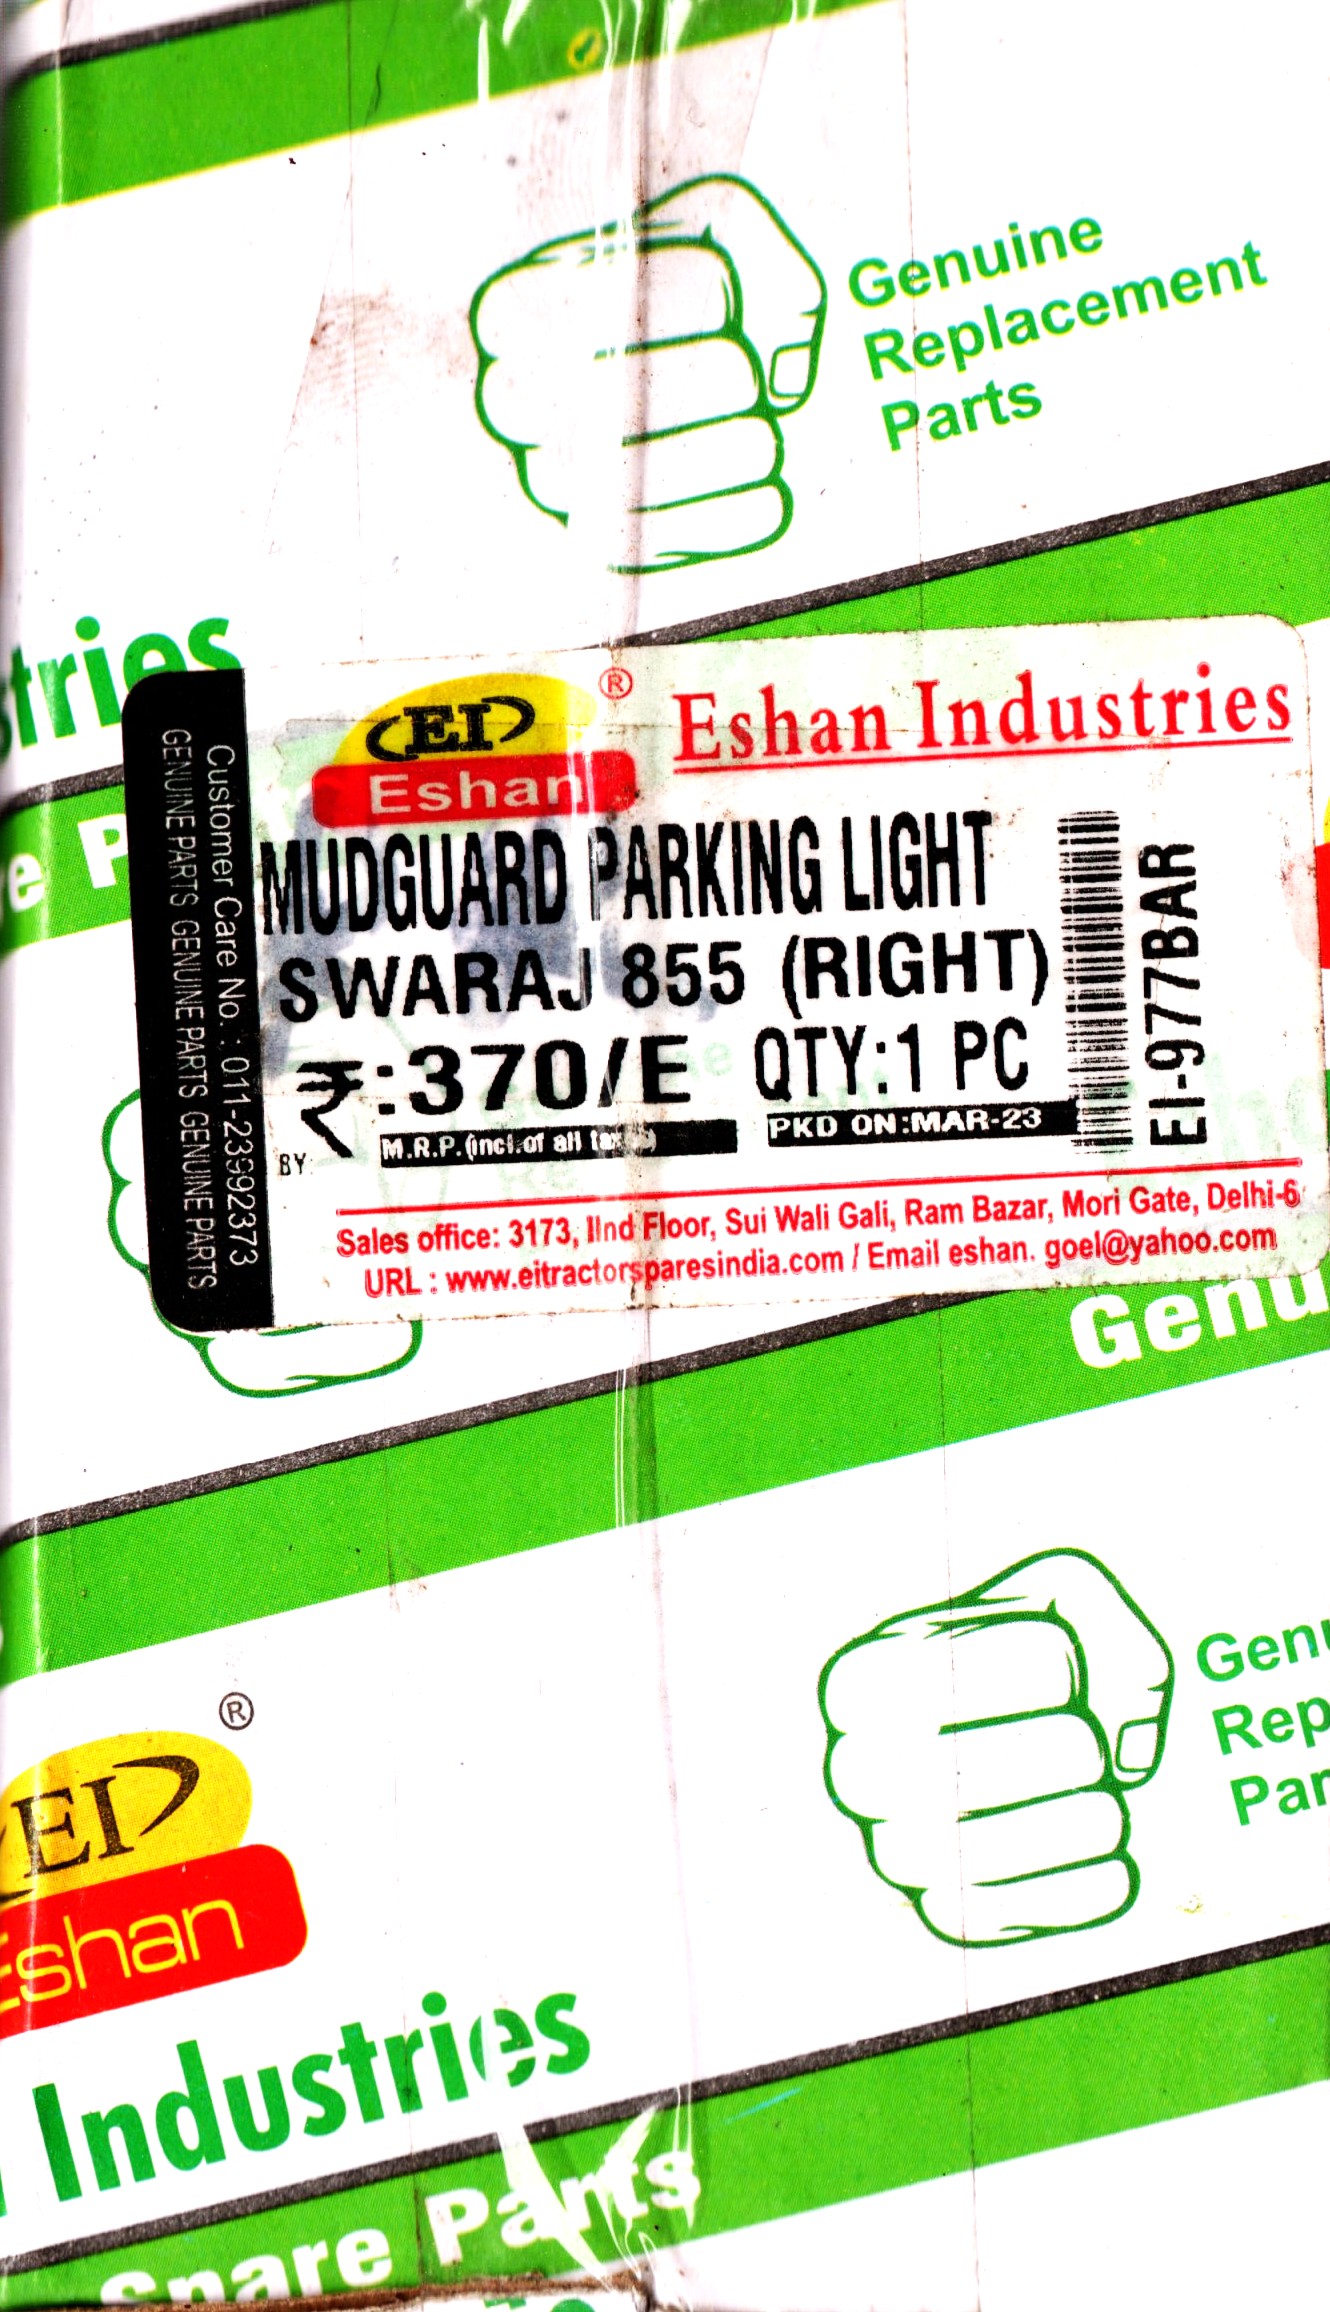 Genuine
Replacement
Parts
stries
®
EI
Eshan
Eshan Industries
Customer Care No. : 011-23992373
GENUINE PARTS GENUINE PARTS GENUINE PARTS
MUDGUARD PARKING LIGHT
SWARAJ 855 (RIGHT)
₹:370/E QTY:1 PC
M.R.P.(incl.of all taxes)
PKD ON:MAR-23
BY:
EI-977BAR
Sales office: 3173, IInd Floor, Sui Wali Gali, Ram Bazar, Mori Gate, Delhi-6
URL : www.eitractorsparesindia.com / Email eshan. goel@yahoo.com
Genu
®
EI
Eshan
Industries
Genu
Rep
Par
Spare Parts